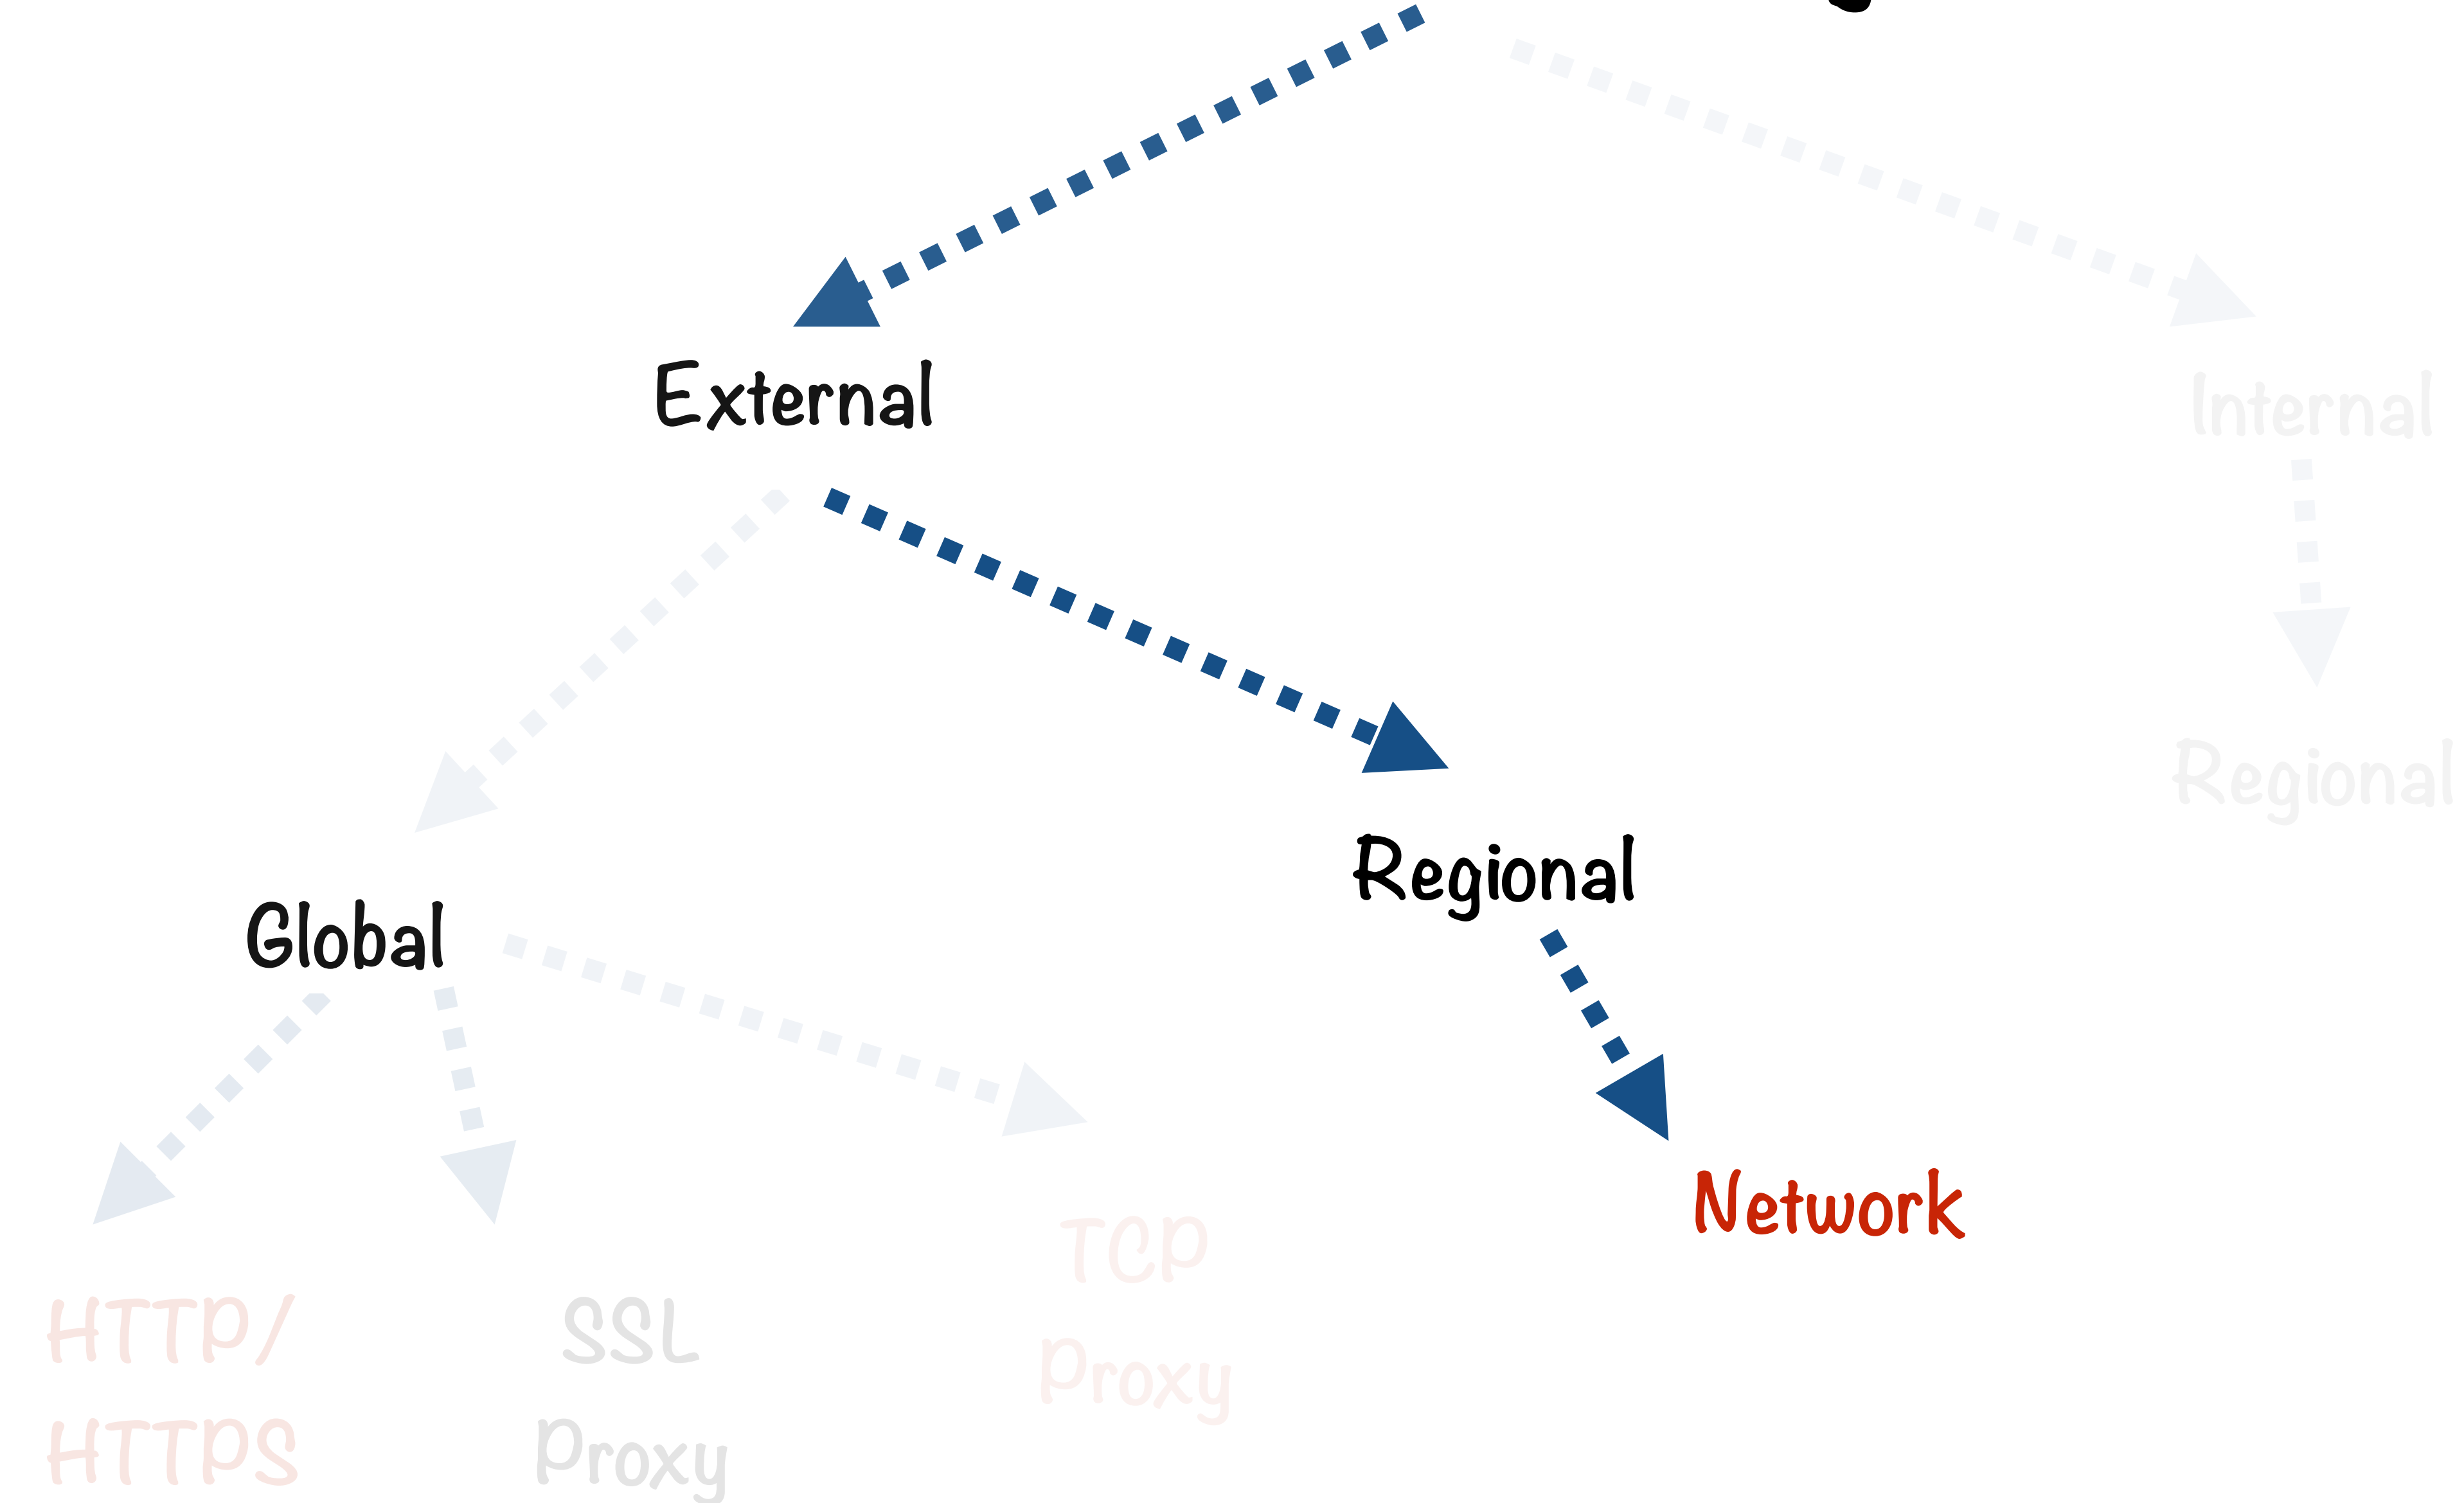 External
Internal
Regional
Regional
Global
Network
TCP
Proxy
HTTP/
HTTPS
SSL
Proxy